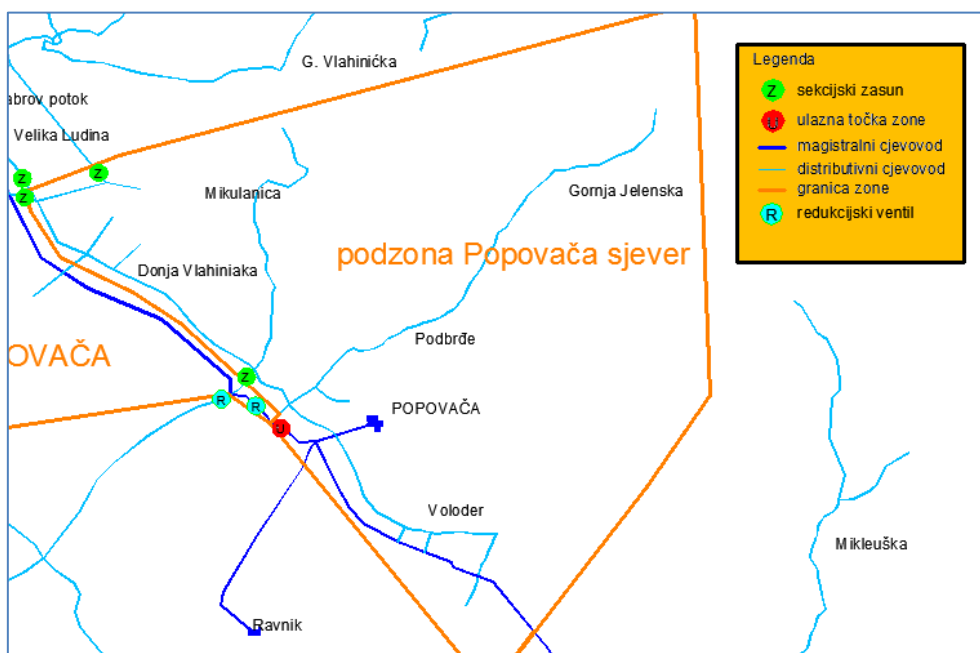 G. Vlahinićka
abrov potok
Velika Ludina
Z
Z
Z
Mikulanica
Gornja Jelenska
podzona Popovača sjever
Donja Vlahiniaka
OVAČA
Podbrđe
Z
R
R
POPOVAČA
U
Voloder
Mikleuška
Ravnik
Legenda
Z sekcijski zasun
U ulazna točka zone
magistralni cjevovod
distributivni cjevovod
granica zone
R redukcijski ventil